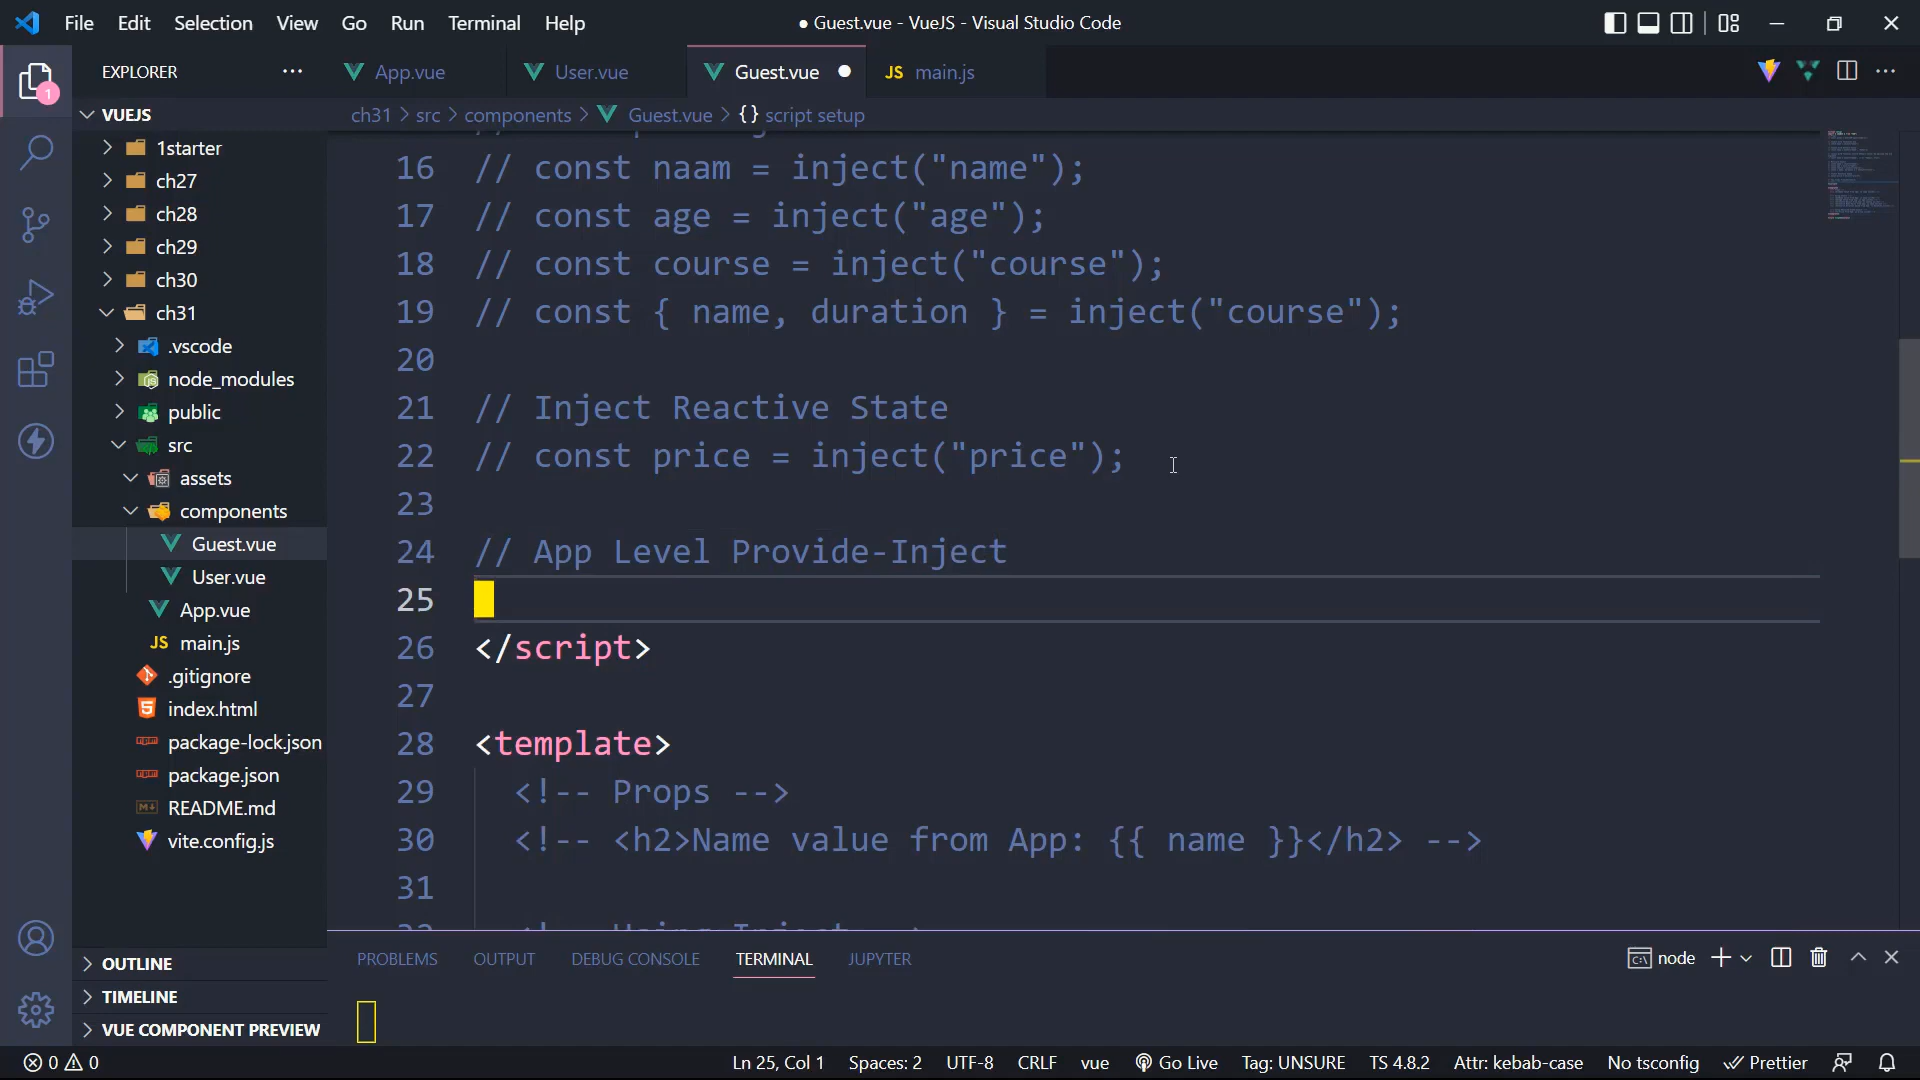 File Edit Selection View Go Run Terminal Help
● Guest.vue - VueJS - Visual Studio Code
EXPLORER
App.vue
User.vue
Guest.vue
JS main.js
1
VUEJS
ch31 > src > components > Guest.vue > {} script setup
1starter
ch27
ch28
ch29
ch30
ch31
.vscode
node_modules
public
src
assets
components
Guest.vue
User.vue
App.vue
JS main.js
.gitignore
index.html
package-lock.json
package.json
README.md
vite.config.js
OUTLINE
TIMELINE
VUE COMPONENT PREVIEW
16 // const naam = inject("name");
17 // const age = inject("age");
18 // const course = inject("course");
19 // const { name, duration } = inject("course");
20
21 // Inject Reactive State
22 // const price = inject("price");
23
24 // App Level Provide-Inject
25
26 </script>
27
28 <template>
29 <!-- Props -->
30 <!-- <h2>Name value from App: {{ name }}</h2> -->
31
PROBLEMS OUTPUT DEBUG CONSOLE TERMINAL JUPYTER
node
0 0
Ln 25, Col 1 Spaces: 2 UTF-8 CRLF vue Go Live Tag: UNSURE TS 4.8.2 Attr: kebab-case No tsconfig Prettier